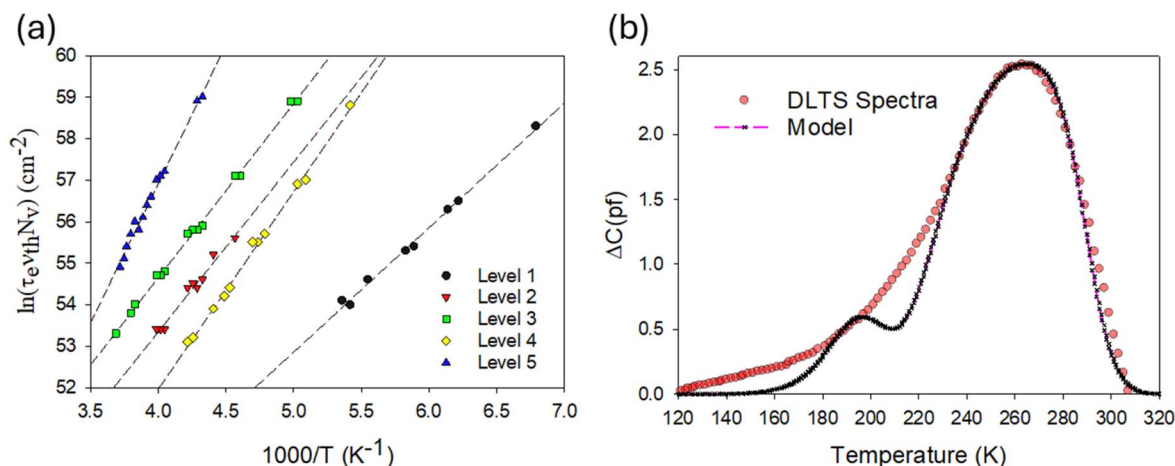 (a)
ln(τₑνₜₕNᵥ) (cm⁻²)
60
59
58
57
56
55
54
53
52
3.5 4.0 4.5 5.0 5.5 6.0 6.5 7.0
1000/T (K⁻¹)
Level 1
Level 2
Level 3
Level 4
Level 5
(b)
ΔC(pf)
2.5
2.0
1.5
1.0
0.5
0.0
120 140 160 180 200 220 240 260 280 300 320
Temperature (K)
DLTS Spectra
Model